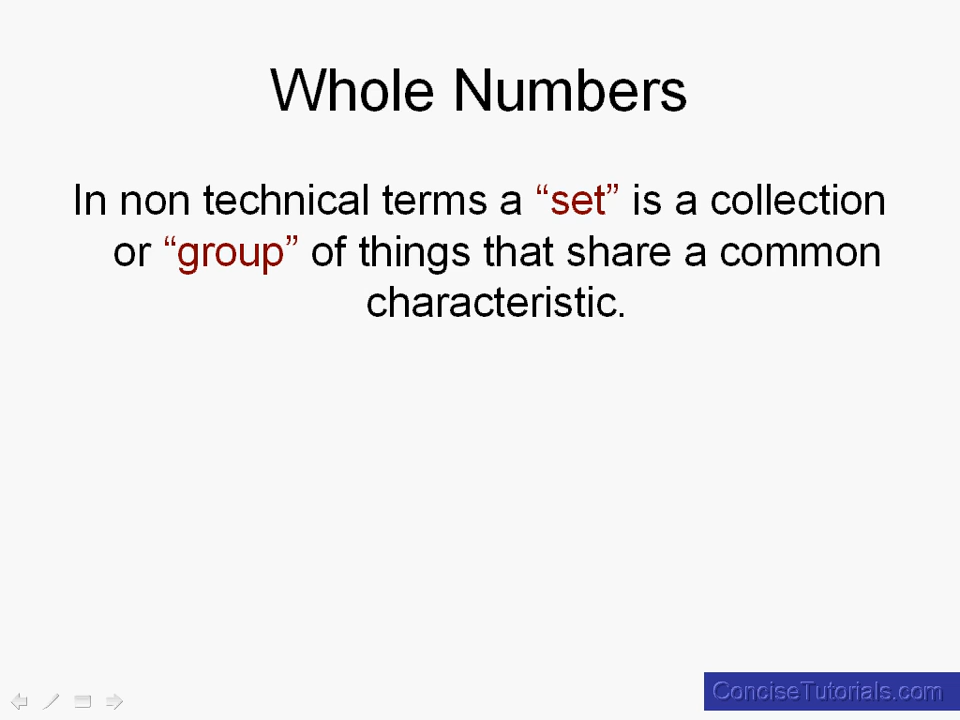 Whole Numbers
In non technical terms a “set” is a collection
or “group” of things that share a common
characteristic.
ConciseTutorials.com